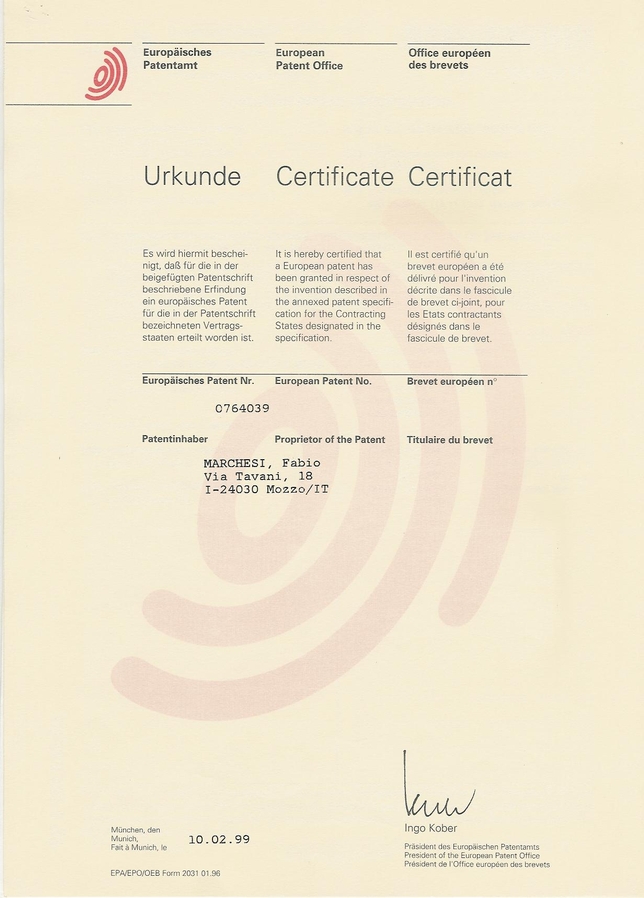 Europäisches
Patentamt
European
Patent Office
Office européen
des brevets
Urkunde
Certificate
Certificat
Es wird hiermit beschei-
nigt, daß für die in der
beigefügten Patentschrift
beschriebene Erfindung
ein europäisches Patent
für die in der Patentschrift
bezeichneten Vertrags-
staaten erteilt worden ist.
It is hereby certified that
a European patent has
been granted in respect of
the invention described in
the annexed patent specifi-
cation for the Contracting
States designated in the
specification.
Il est certifié qu'un
brevet européen a été
délivré pour l'invention
décrite dans le fascicule
de brevet ci-joint, pour
les Etats contractants
désignés dans le
fascicule de brevet.
Europäisches Patent Nr.
European Patent No.
Brevet européen n°
0764039
Patentinhaber
Proprietor of the Patent
Titulaire du brevet
MARCHESI, Fabio
Via Tavani, 18
I-24030 Mozzo/IT
Ingo Kober
Präsident des Europäischen Patentamts
President of the European Patent Office
Président de l'Office européen des brevets
München, den
Munich,
Fait à Munich, le
10.02.99
EPA/EPO/OEB Form 2031 01.96